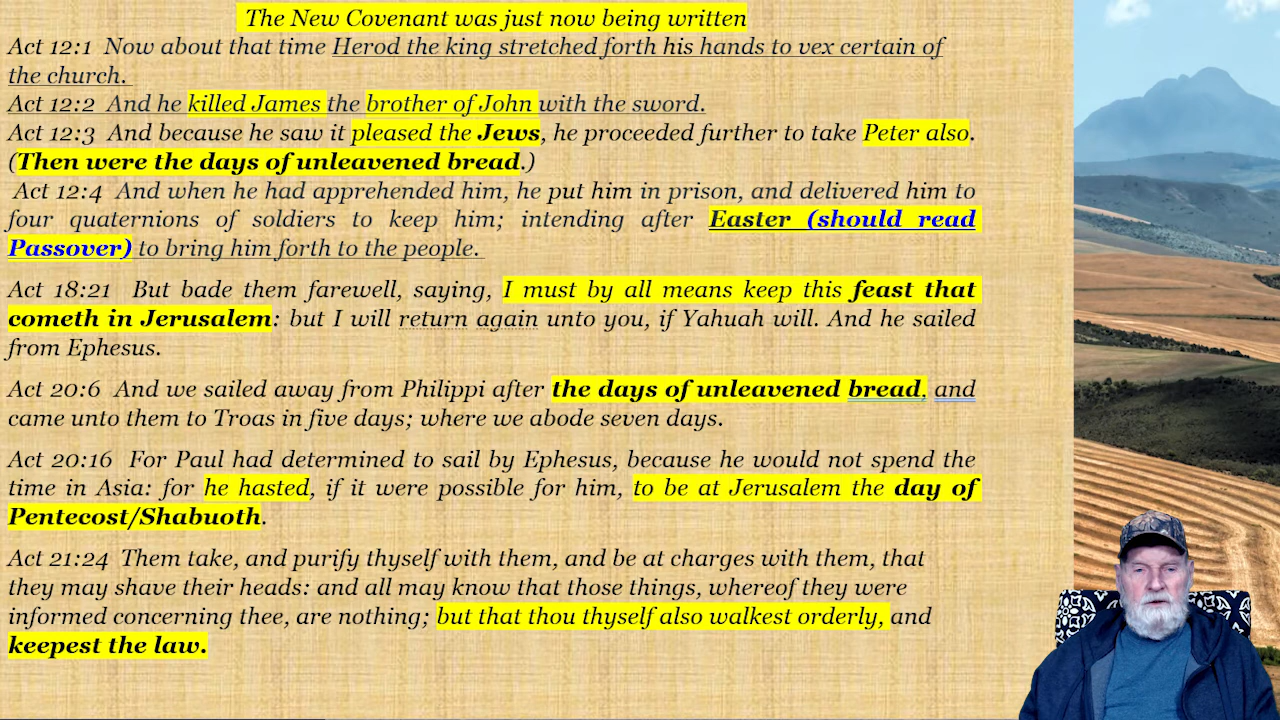 The New Covenant was just now being written
Act 12:1 Now about that time Herod the king stretched forth his hands to vex certain of
the church.
Act 12:2 And he killed James the brother of John with the sword.
Act 12:3 And because he saw it pleased the Jews, he proceeded further to take Peter also.
(Then were the days of unleavened bread.)
Act 12:4 And when he had apprehended him, he put him in prison, and delivered him to
four quaternions of soldiers to keep him; intending after Easter (should read
Passover) to bring him forth to the people.
Act 18:21 But bade them farewell, saying, I must by all means keep this feast that
cometh in Jerusalem: but I will return again unto you, if Yahuah will. And he sailed
from Ephesus.
Act 20:6 And we sailed away from Philippi after the days of unleavened bread, and
came unto them to Troas in five days; where we abode seven days.
Act 20:16 For Paul had determined to sail by Ephesus, because he would not spend the
time in Asia: for he hasted, if it were possible for him, to be at Jerusalem the day of
Pentecost/Shabuoth.
Act 21:24 Them take, and purify thyself with them, and be at charges with them, that
they may shave their heads: and all may know that those things, whereof they were
informed concerning thee, are nothing; but that thou thyself also walkest orderly, and
keepest the law.